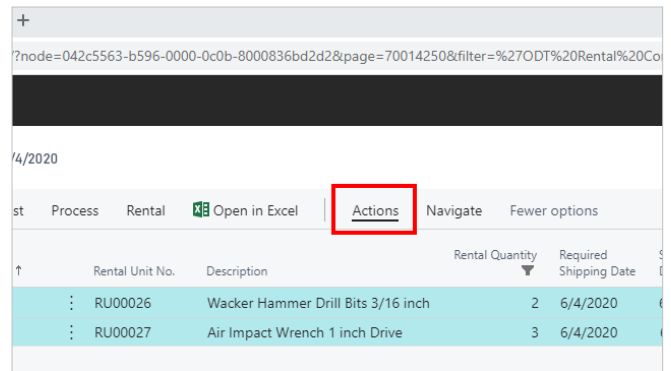 +
?node=042c5563-b596-0000-0c0b-8000836bd2d2&page=70014250&filter=%27ODT%20Rental%20Co
/4/2020
st Process Rental Open in Excel Actions Navigate Fewer options
↑ Rental Unit No. Description Rental Quantity Required Shipping Date
RU00026 Wacker Hammer Drill Bits 3/16 inch 2 6/4/2020
RU00027 Air Impact Wrench 1 inch Drive 3 6/4/2020